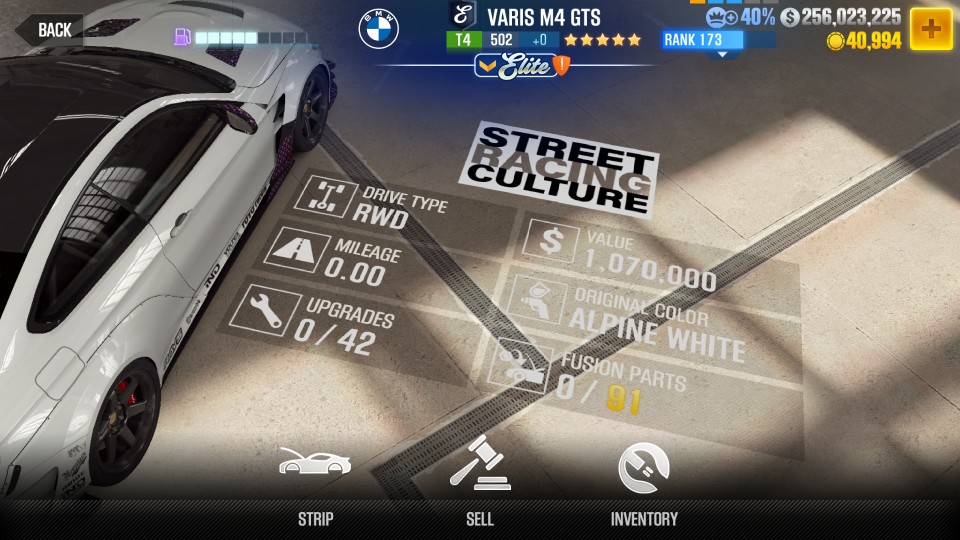 BACK
BMW
VARIS M4 GTS
T4 502 +0
RANK 173
40%
$ 256,023,225
40,994
Elite
STREET
RACING
CULTURE
DRIVE TYPE
RWD
MILEAGE
0.00
UPGRADES
0 / 42
VALUE
1,070,000
ORIGINAL COLOR
ALPINE WHITE
FUSION PARTS
0 / 91
STRIP
SELL
INVENTORY